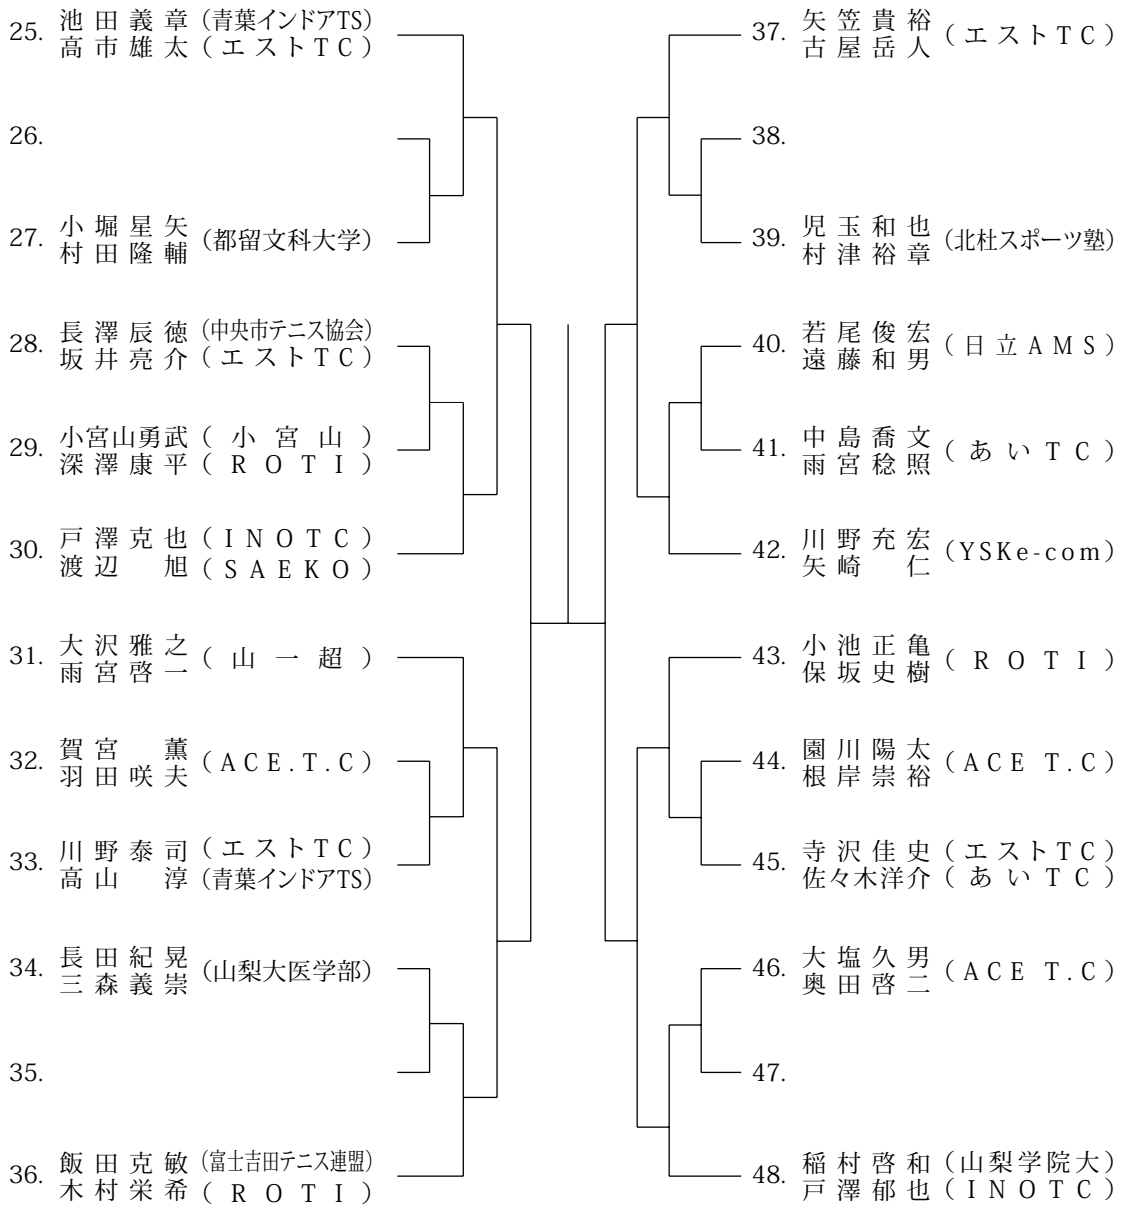 25. 池田義章 (青葉インドアTS)
高市雄太 (エストTC)
26.
27. 小堀星矢 (都留文科大学)
村田隆輔
28. 長澤辰徳 (中央市テニス協会)
坂井亮介 (エストTC)
29. 小宮山勇武 (小宮山)
深澤康平 (ROTI)
30. 戸澤克也 (INOTC)
渡辺旭 (SAEKO)
31. 大沢雅之 (山一超)
雨宮啓一
32. 賀宮薫 (ACE.T.C)
羽田咲夫
33. 川野泰司 (エストTC)
高山淳 (青葉インドアTS)
34. 長田紀晃 (山梨大医学部)
三森義崇
35.
36. 飯田克敏 (富士吉田テニス連盟)
木村栄希 (ROTI)
37. 矢笠貴裕 (エストTC)
古屋岳人
38.
39. 児玉和也 (北杜スポーツ塾)
村津裕章
40. 若尾俊宏 (日立AMS)
遠藤和男
41. 中島喬文 (あいTC)
雨宮稔照
42. 川野充宏 (YSKe-com)
矢崎仁
43. 小池正亀 (ROTI)
保坂史樹
44. 園川陽太 (ACE T.C)
根岸崇裕
45. 寺沢佳史 (エストTC)
佐々木洋介 (あいTC)
46. 大塩久男 (ACE T.C)
奥田啓二
47.
48. 稲村啓和 (山梨学院大)
戸澤郁也 (INOTC)